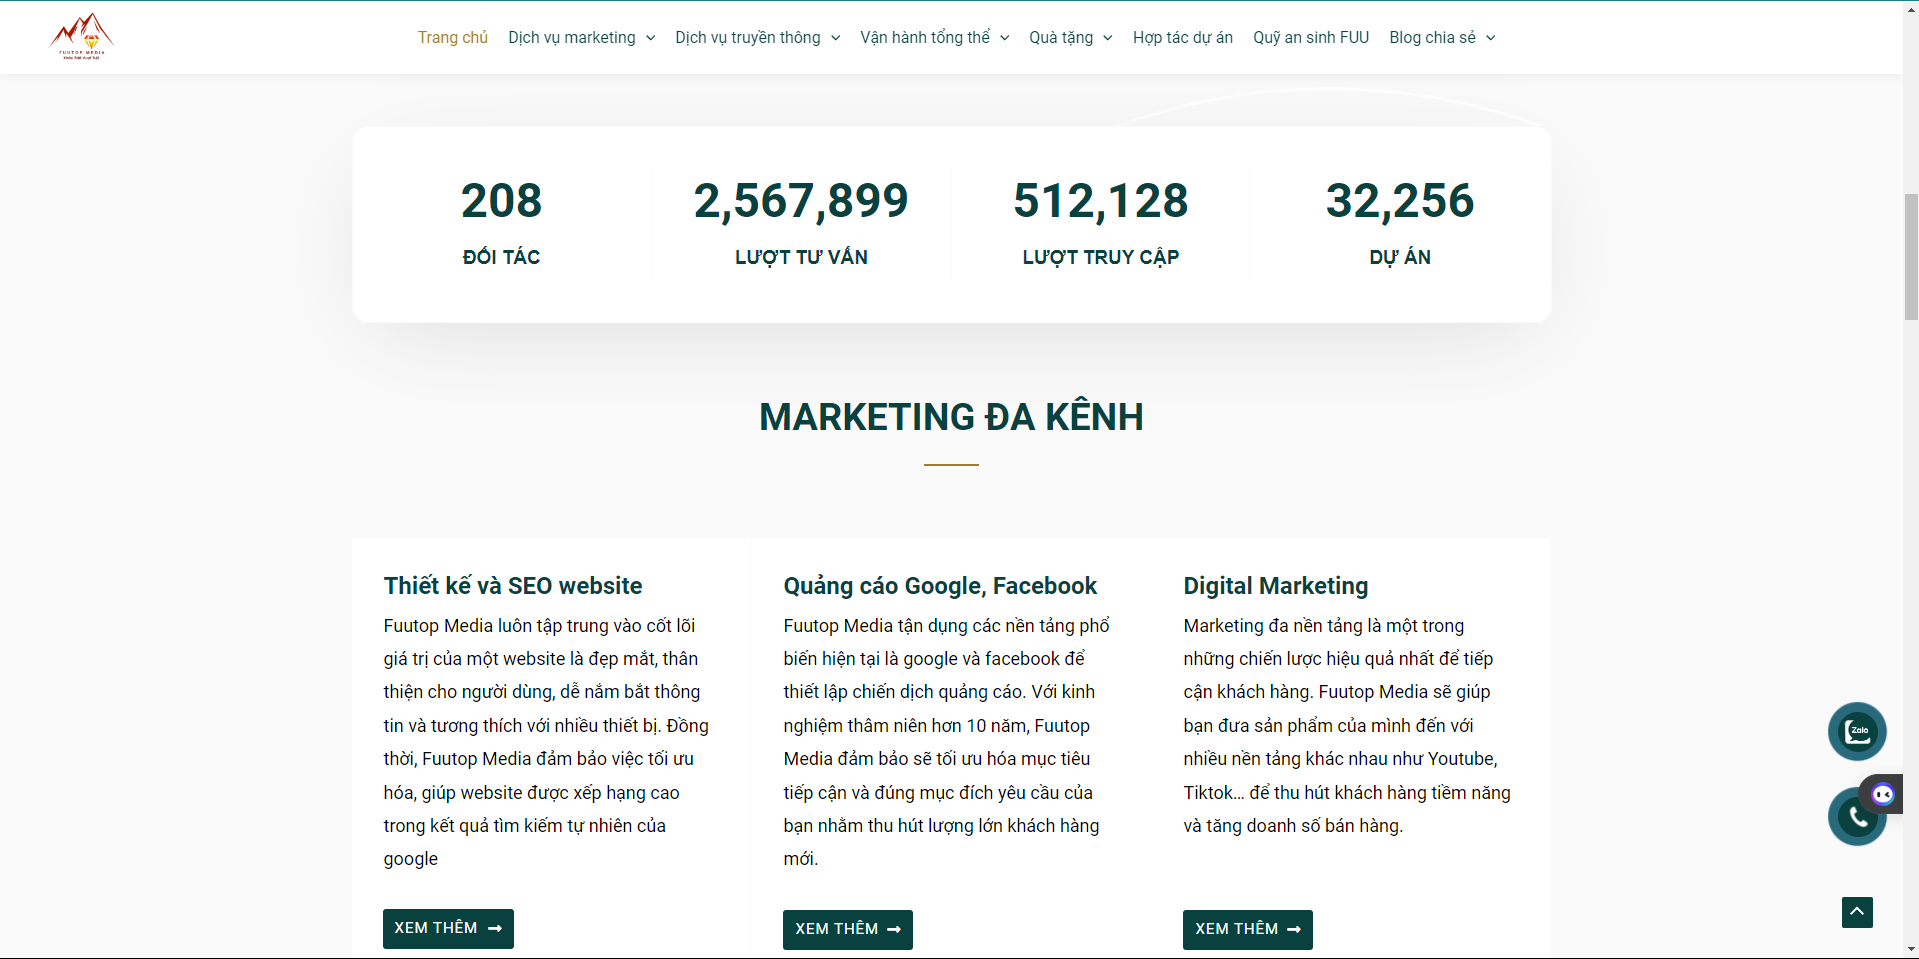 FUUTOP MEDIA
Khác Biệt Vượt Trội
Trang chủ Dịch vụ marketing Dịch vụ truyền thông Vận hành tổng thể Quà tặng Hợp tác dự án Quỹ an sinh FUU Blog chia sẻ
208 2,567,899 512,128 32,256
ĐỐI TÁC LƯỢT TƯ VẤN LƯỢT TRUY CẬP DỰ ÁN
MARKETING ĐA KÊNH
Thiết kế và SEO website
Fuutop Media luôn tập trung vào cốt lõi
giá trị của một website là đẹp mắt, thân
thiện cho người dùng, dễ nắm bắt thông
tin và tương thích với nhiều thiết bị. Đồng
thời, Fuutop Media đảm bảo việc tối ưu
hóa, giúp website được xếp hạng cao
trong kết quả tìm kiếm tự nhiên của
google
XEM THÊM
Quảng cáo Google, Facebook
Fuutop Media tận dụng các nền tảng phổ
biến hiện tại là google và facebook để
thiết lập chiến dịch quảng cáo. Với kinh
nghiệm thâm niên hơn 10 năm, Fuutop
Media đảm bảo sẽ tối ưu hóa mục tiêu
tiếp cận và đúng mục đích yêu cầu của
bạn nhằm thu hút lượng lớn khách hàng
mới.
XEM THÊM
Digital Marketing
Marketing đa nền tảng là một trong
những chiến lược hiệu quả nhất để tiếp
cận khách hàng. Fuutop Media sẽ giúp
bạn đưa sản phẩm của mình đến với
nhiều nền tảng khác nhau như Youtube,
Tiktok… để thu hút khách hàng tiềm năng
và tăng doanh số bán hàng.
XEM THÊM
Zalo